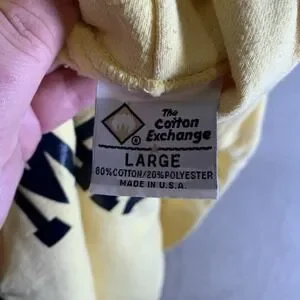 The
Cotton
Exchange
®
LARGE
80%COTTON/20%POLYESTER
MADE IN U.S.A.